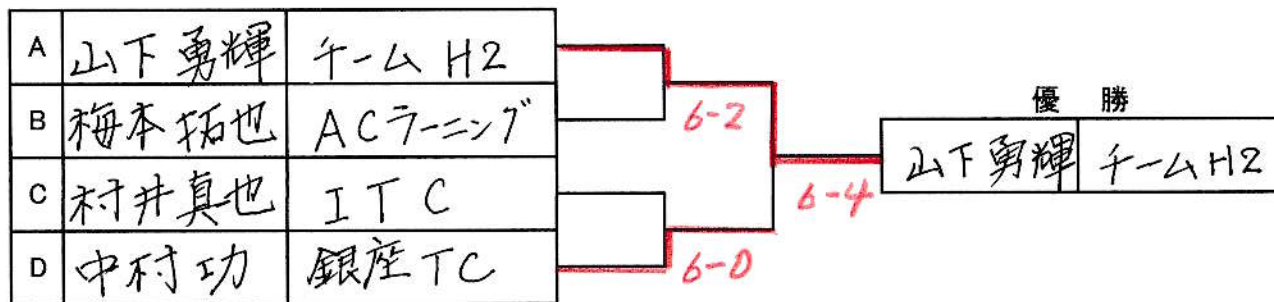 A 山下勇輝 チームH2
B 梅本拓也 ACラーニング
6-2
優 勝
山下勇輝 チームH2
C 村井真也 ITC
6-4
D 中村功 銀座TC
6-0